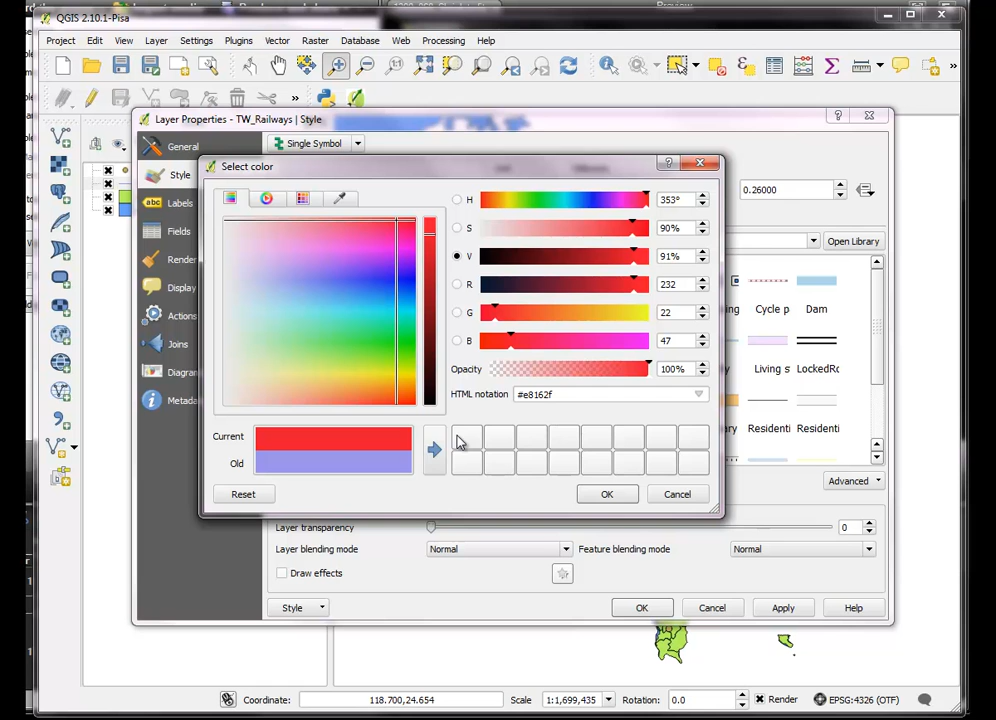 QGIS 2.10.1-Pisa
Project Edit View Layer Settings Plugins Vector Raster Database Web Processing Help
»
»
Layer Properties - TW_Railways | Style
General
Single Symbol
Select color
Style
H 353°
0.26000
Labels
S 90%
Fields
V 91%
Open Library
Render
R 232
Display
G 22
Cycle p
Dam
Actions
B 47
Joins
Opacity 100%
Living s
LockedRo
Diagran
HTML notation #e8162f
Metada
Current
ary
Residenti
Residenti
Old
Advanced
Reset
OK
Cancel
Layer transparency
0
Layer blending mode
Normal
Feature blending mode
Normal
Draw effects
Style
OK
Cancel
Apply
Help
Coordinate: 118.700,24.654 Scale 1:1,699,435 Rotation: 0.0 Render EPSG:4326 (OTF)